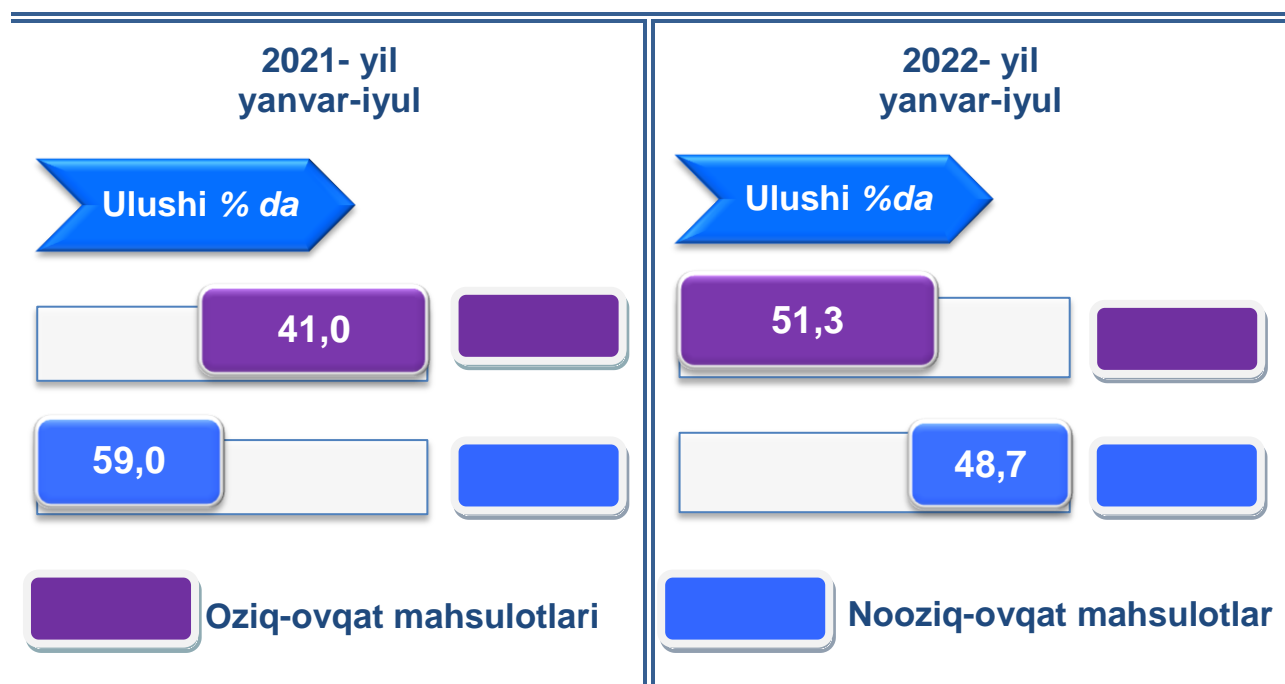 2021- yil
yanvar-iyul
Ulushi % da
41,0
59,0
Oziq-ovqat mahsulotlari
2022- yil
yanvar-iyul
Ulushi %da
51,3
48,7
Nooziq-ovqat mahsulotlar